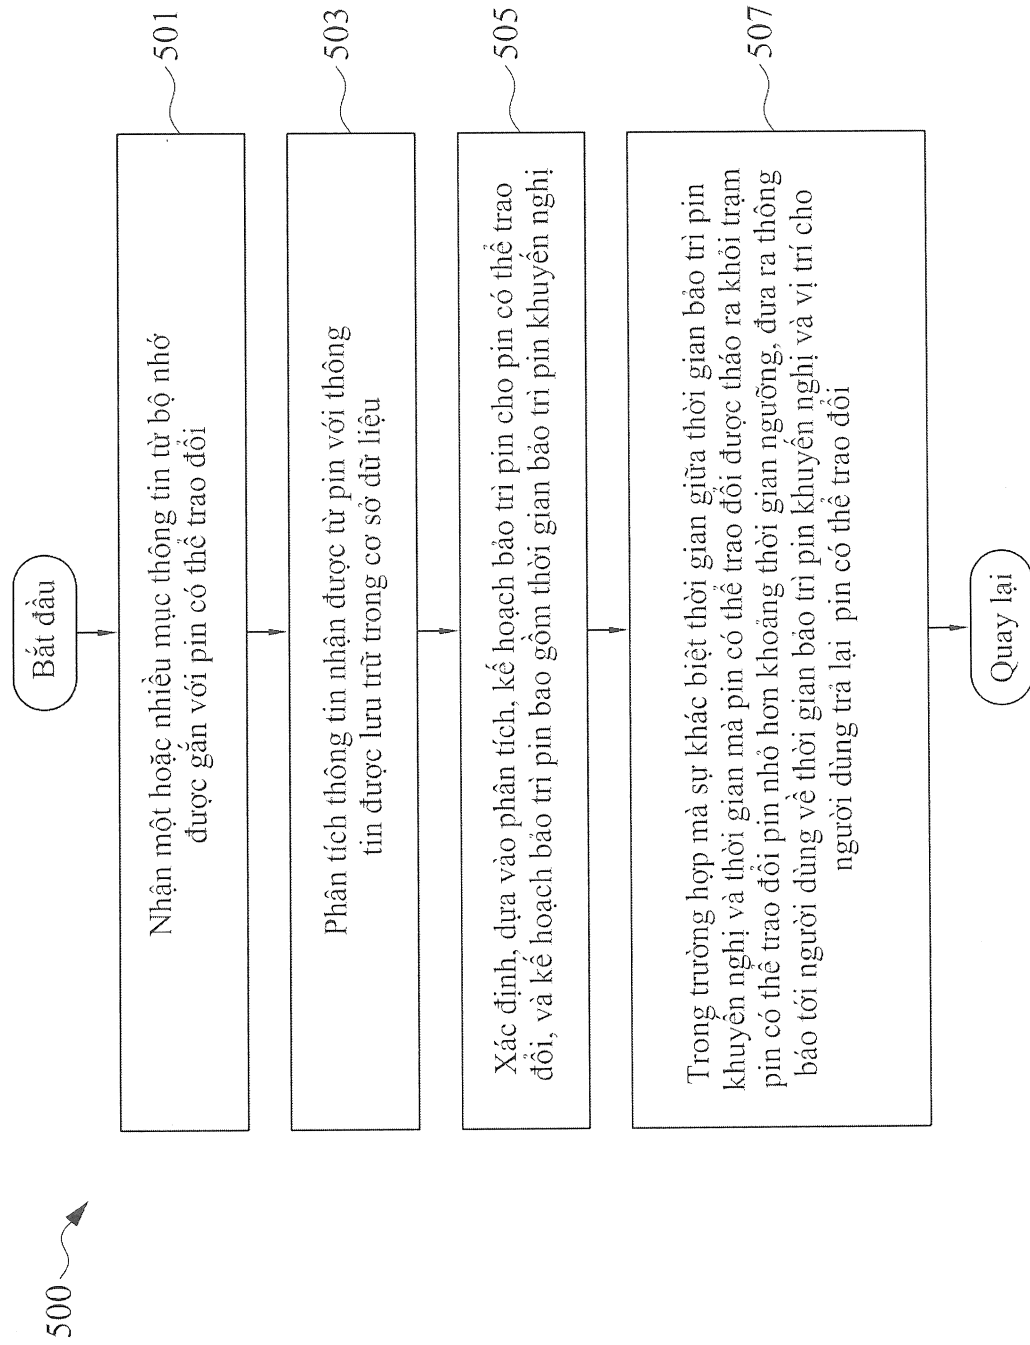 500
Bắt đầu
501
Nhận một hoặc nhiều mục thông tin từ bộ nhớ
được gắn với pin có thể trao đổi
503
Phân tích thông tin nhận được từ pin với thông
tin được lưu trữ trong cơ sở dữ liệu
505
Xác định, dựa vào phân tích, kế hoạch bảo trì pin cho pin có thể trao
đổi, và kế hoạch bảo trì pin bao gồm thời gian bảo trì pin khuyến nghị
507
Trong trường hợp mà sự khác biệt thời gian giữa thời gian bảo trì pin
khuyến nghị và thời gian mà pin có thể trao đổi được tháo ra khỏi trạm
pin có thể trao đổi pin nhỏ hơn khoảng thời gian ngưỡng, đưa ra thông
báo tới người dùng về thời gian bảo trì pin khuyến nghị và vị trí cho
người dùng trả lại pin có thể trao đổi
Quay lại